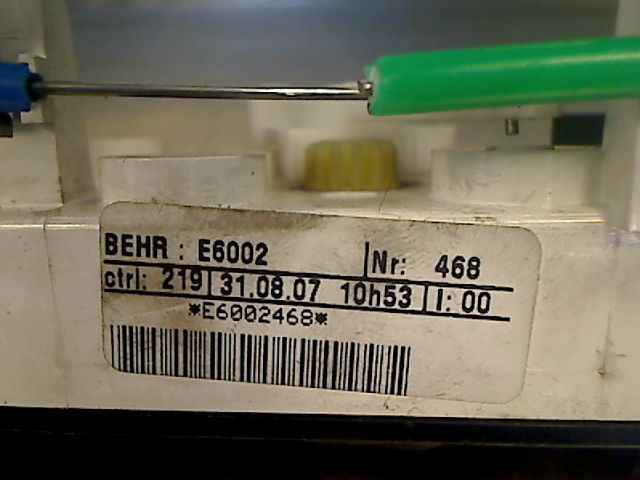 BEHR : E6002 Nr: 468
ctrl: 219 31.08.07 10h53 I: 00
*E6002468*